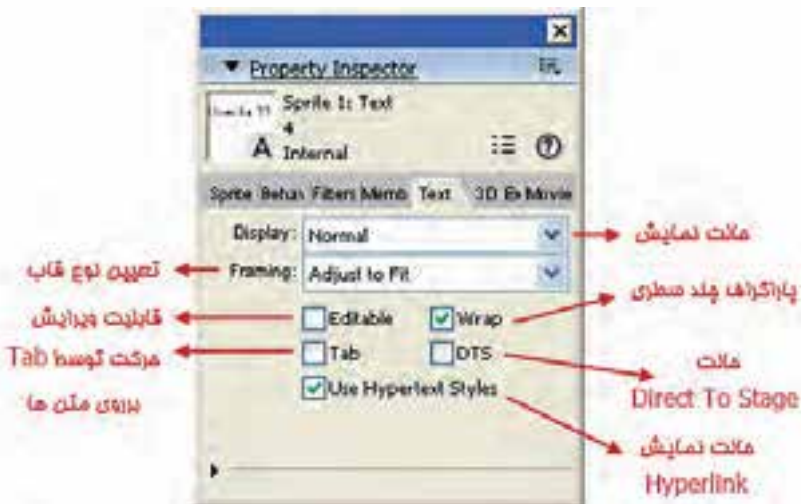 Property Inspector
Sprite 1: Text
4
A Internal
Sprite Behav Filters Memb Text 3D Ex Movie
Display: Normal
حالت نمایش
Framing: Adjust to Fit
تعیین نوع قاب
پاراگراف چند سطری
Editable
Wrap
قابلیت ویرایش
Tab
DTS
حرکت توسط Tab
برروی متن ها
حالت
Direct To Stage
Use Hypertext Styles
حالت نمایش
Hyperlink